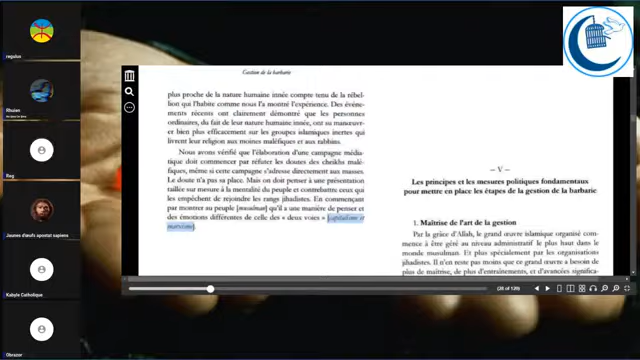 regulus
Rhuien
Rag
Jaunes d'œufs apostat sapiens
Kabyle Catholique
Obrazor
Gestion de la barbarie
plus proche de la nature humaine innée compte tenu de la rébel-
lion qui l'habite comme nous l'a montré l'expérience. Des événe-
ments récents ont clairement démontré que les personnes
ordinaires, du fait de leur nature humaine innée, ont su manœuvr-
er bien plus efficacement sur les groupes islamiques inertes qui
livrent leur religion aux moines maléfiques et aux rabbins.
Nous avons vérifié que l'élaboration d'une campagne média-
tique doit commencer par réfuter les doutes des cheikhs malé-
fiques, même si cette campagne s'adresse directement aux masses.
Le doute n'a pas sa place. Mais on doit penser à une présentation
taillée sur mesure à la mentalité du peuple et contrebattre ceux qui
les empêchent de rejoindre les rangs jihadistes. En commençant
par montrer au peuple [musulman] qu'il a une manière de penser et
des émotions différentes de celle des « deux voies » [capitalisme et
marxisme].
– V –
Les principes et les mesures politiques fondamentaux
pour mettre en place les étapes de la gestion de la barbarie
1. Maîtrise de l'art de la gestion
Par la grâce d'Allah, le grand œuvre islamique organisé com-
mence à être géré au niveau administratif le plus haut dans le
monde musulman. Et plus spécialement par les organisations
jihadistes. Il n'en reste pas moins que ce grand œuvre a besoin de
plus de maîtrise, de plus d'entraînements, et d'avancées significa-